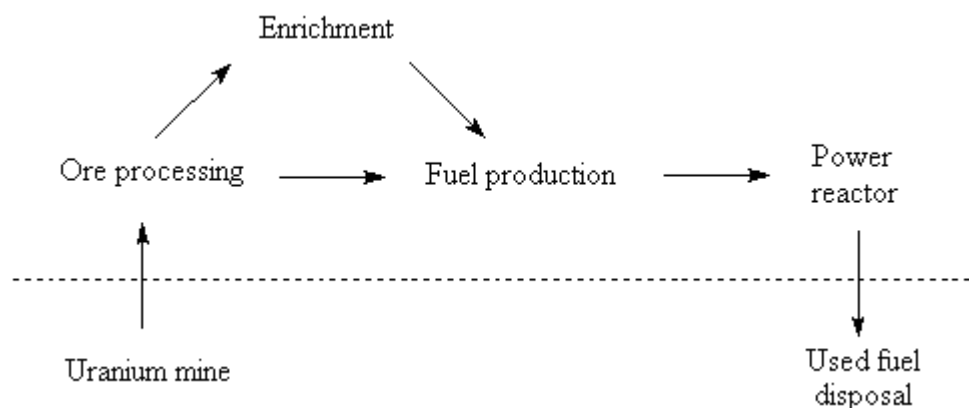 Enrichment
Ore processing
Fuel production
Power
reactor
Uranium mine
Used fuel
disposal